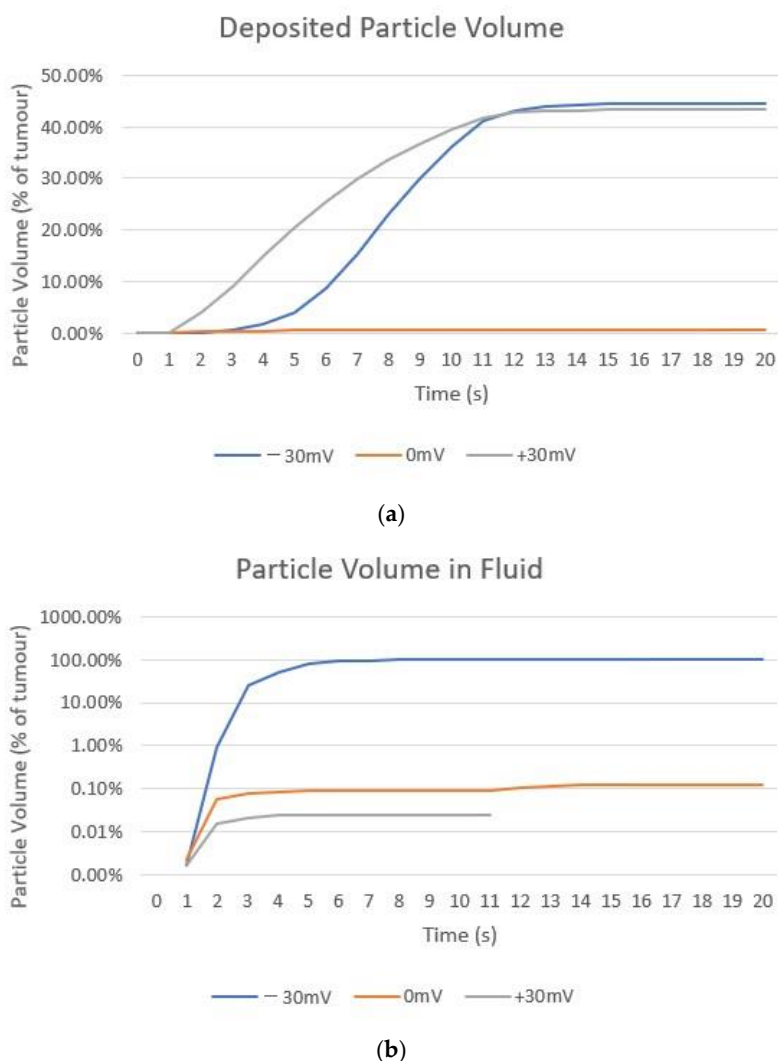 Deposited Particle Volume
Particle Volume (% of tumour)
50.00%
40.00%
30.00%
20.00%
10.00%
0.00%
0 1 2 3 4 5 6 7 8 9 10 11 12 13 14 15 16 17 18 19 20
Time (s)
−30mV 0mV +30mV
(a)
Particle Volume in Fluid
Particle Volume (% of tumour)
1000.00%
100.00%
10.00%
1.00%
0.10%
0.01%
0.00%
0 1 2 3 4 5 6 7 8 9 10 11 12 13 14 15 16 17 18 19 20
Time (s)
−30mV 0mV +30mV
(b)